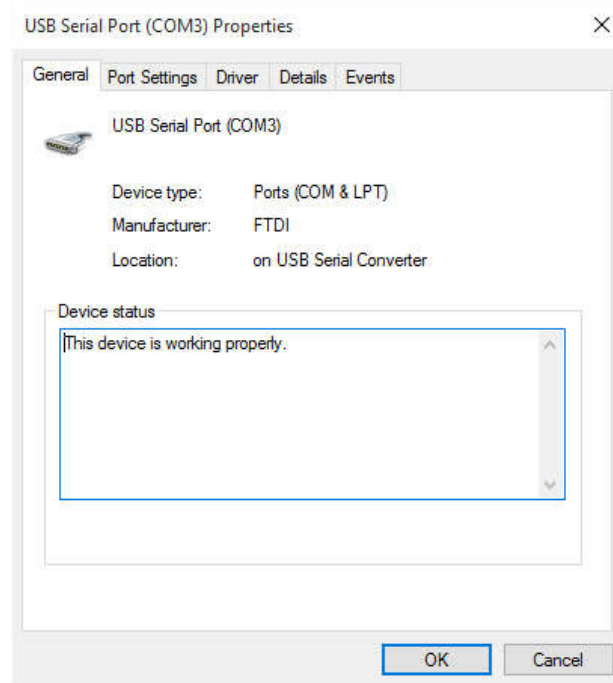 USB Serial Port (COM3) Properties
General Port Settings Driver Details Events
USB Serial Port (COM3)
Device type: Ports (COM & LPT)
Manufacturer: FTDI
Location: on USB Serial Converter
Device status
This device is working properly.
OK Cancel